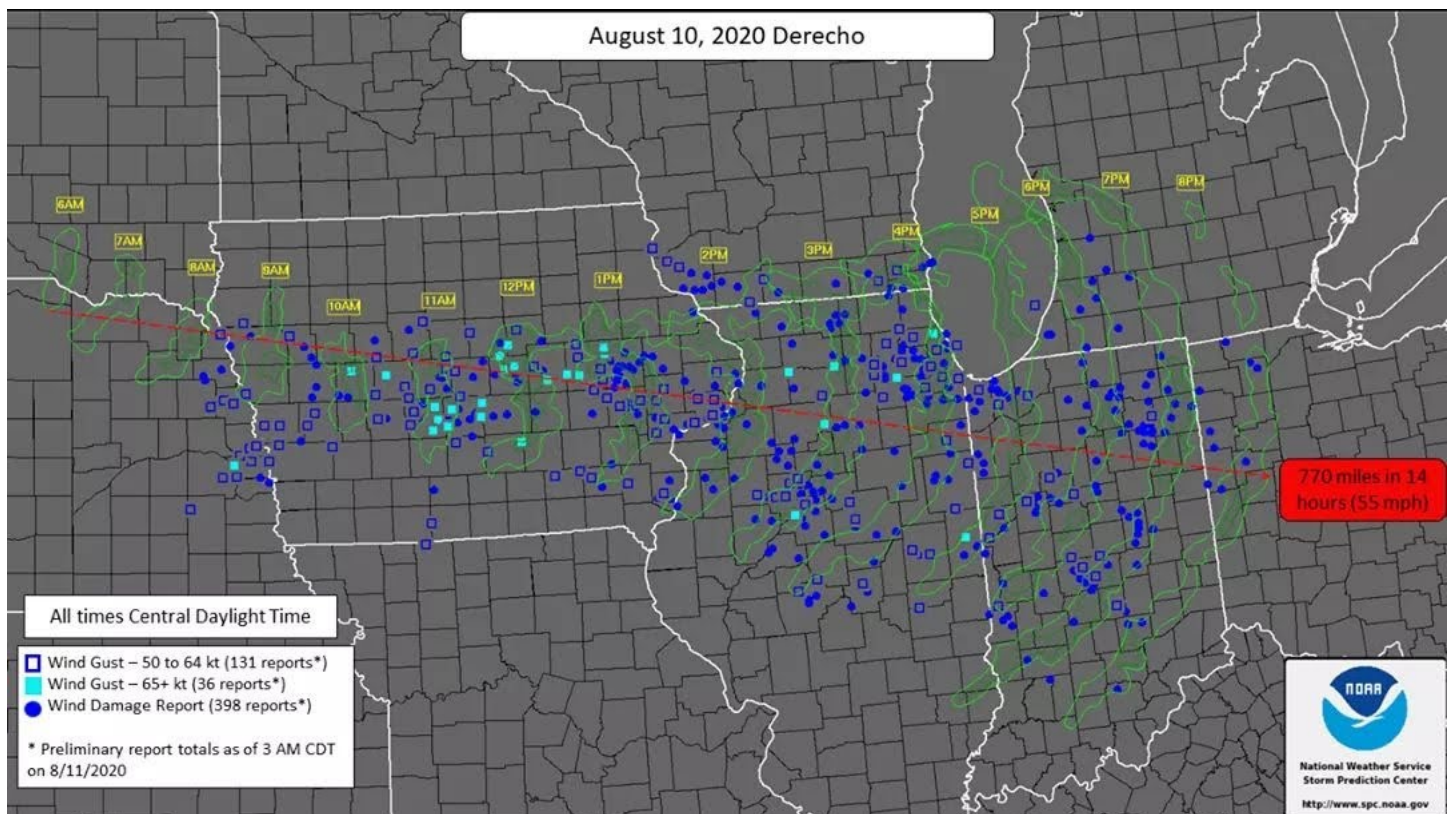 August 10, 2020 Derecho
6AM
7AM
8AM
9AM
10AM
11AM
12PM
1PM
2PM
3PM
4PM
5PM
6PM
7PM
8PM
770 miles in 14
hours (55 mph)
All times Central Daylight Time
Wind Gust – 50 to 64 kt (131 reports*)
Wind Gust – 65+ kt (36 reports*)
Wind Damage Report (398 reports*)
* Preliminary report totals as of 3 AM CDT
on 8/11/2020
NOAA
National Weather Service
Storm Prediction Center
http://www.spc.noaa.gov